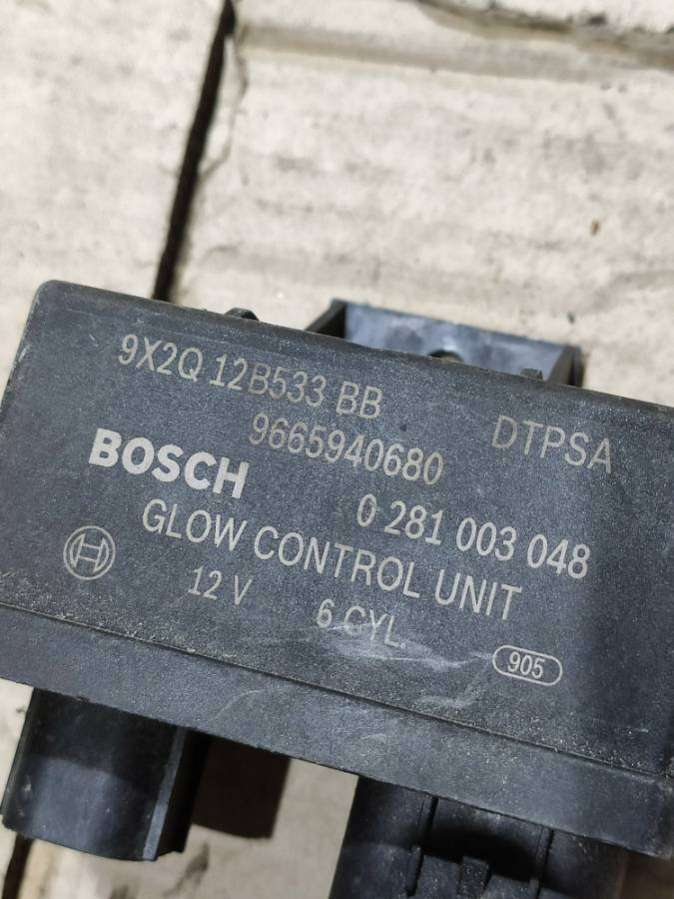 9X2Q 12B533 BB
9665940680
DTPSA
BOSCH
0 281 003 048
GLOW CONTROL UNIT
12 V
6 CYL.
905